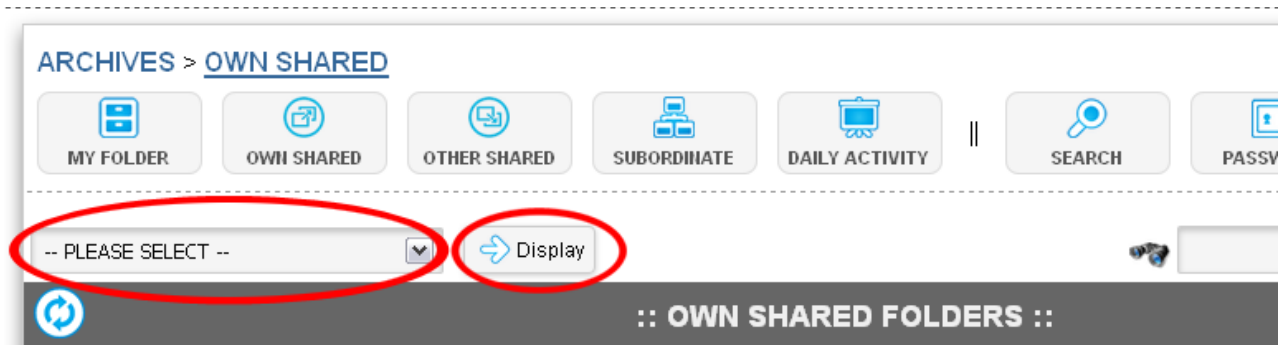 ARCHIVES > OWN SHARED
MY FOLDER OWN SHARED OTHER SHARED SUBORDINATE DAILY ACTIVITY || SEARCH
-- PLEASE SELECT -- Display
:: OWN SHARED FOLDERS ::